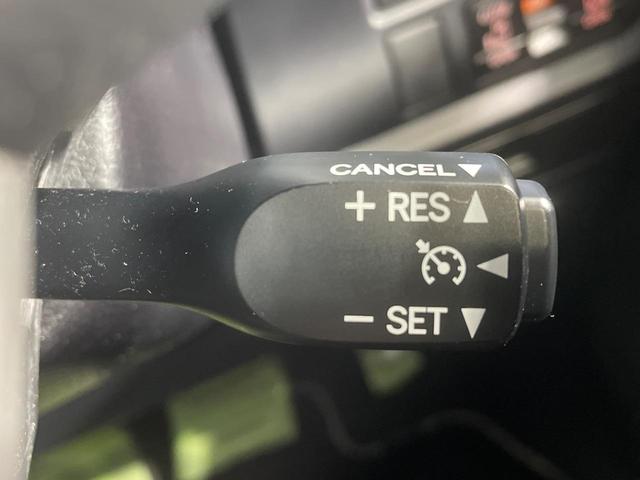 CANCEL▼
+ RES ▲
◀
− SET ▼